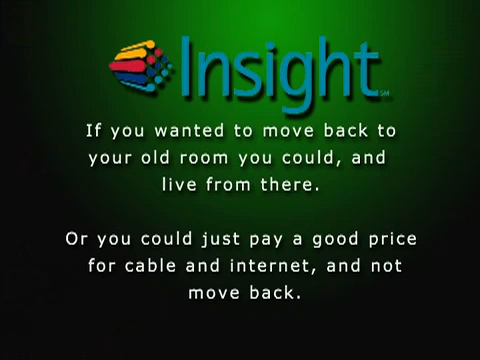 Insight SM
If you wanted to move back to
your old room you could, and
live from there.
Or you could just pay a good price
for cable and internet, and not
move back.